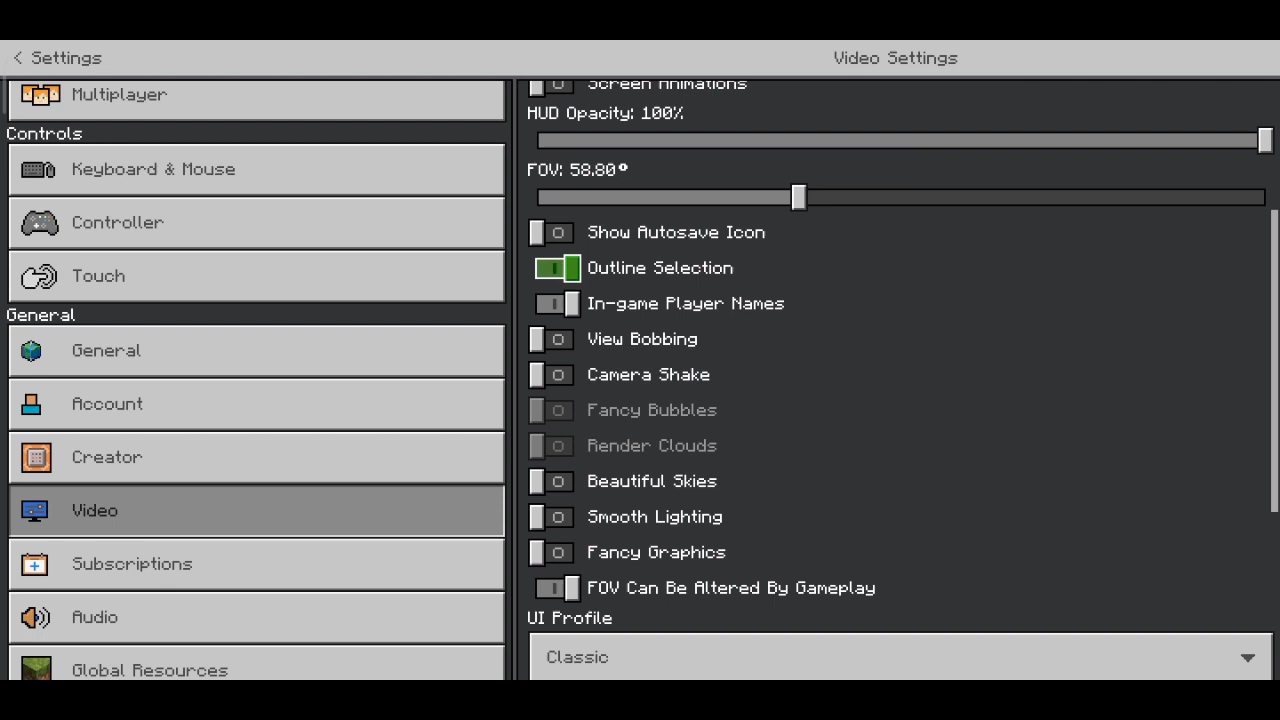 Settings
Video Settings
Multiplayer
Controls
Keyboard & Mouse
Controller
Touch
General
General
Account
Creator
Video
Subscriptions
Audio
Global Resources
Screen Animations
HUD Opacity: 100%
FOV: 58.80°
Show Autosave Icon
Outline Selection
In-game Player Names
View Bobbing
Camera Shake
Fancy Bubbles
Render Clouds
Beautiful Skies
Smooth Lighting
Fancy Graphics
FOV Can Be Altered By Gameplay
UI Profile
Classic